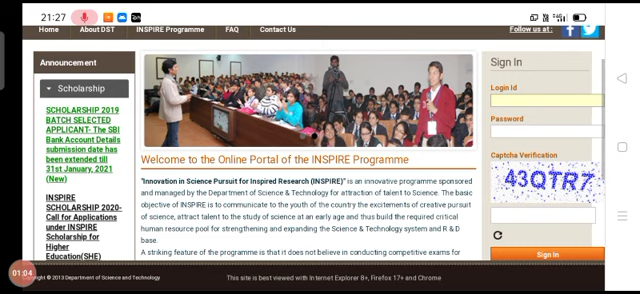 21:27
Home About DST INSPIRE Programme FAQ Contact Us
Follow us at :
Announcement
Scholarship
SCHOLARSHIP 2019
BATCH SELECTED
APPLICANT- The SBI
Bank Account Details
submission date has
been extended till
31st January, 2021
(New)
INSPIRE
SCHOLARSHIP 2020-
Call for Applications
under INSPIRE
Scholarship for
Higher
Education(SHE)
Welcome to the Online Portal of the INSPIRE Programme
"Innovation in Science Pursuit for Inspired Research (INSPIRE)" is an innovative programme sponsored
and managed by the Department of Science & Technology for attraction of talent to Science. The basic
objective of INSPIRE is to communicate to the youth of the country the excitements of creative pursuit
of science, attract talent to the study of science at an early age and thus build the required critical
human resource pool for strengthening and expanding the Science & Technology system and R & D
base.
A striking feature of the programme is that it does not believe in conducting competitive exams for
Sign In
Login Id
Password
Captcha Verification
43QTR7
Sign In
01:04
© 2013 Department of Science and Technology
This site is best viewed with Internet Explorer 8+, Firefox 17+ and Chrome